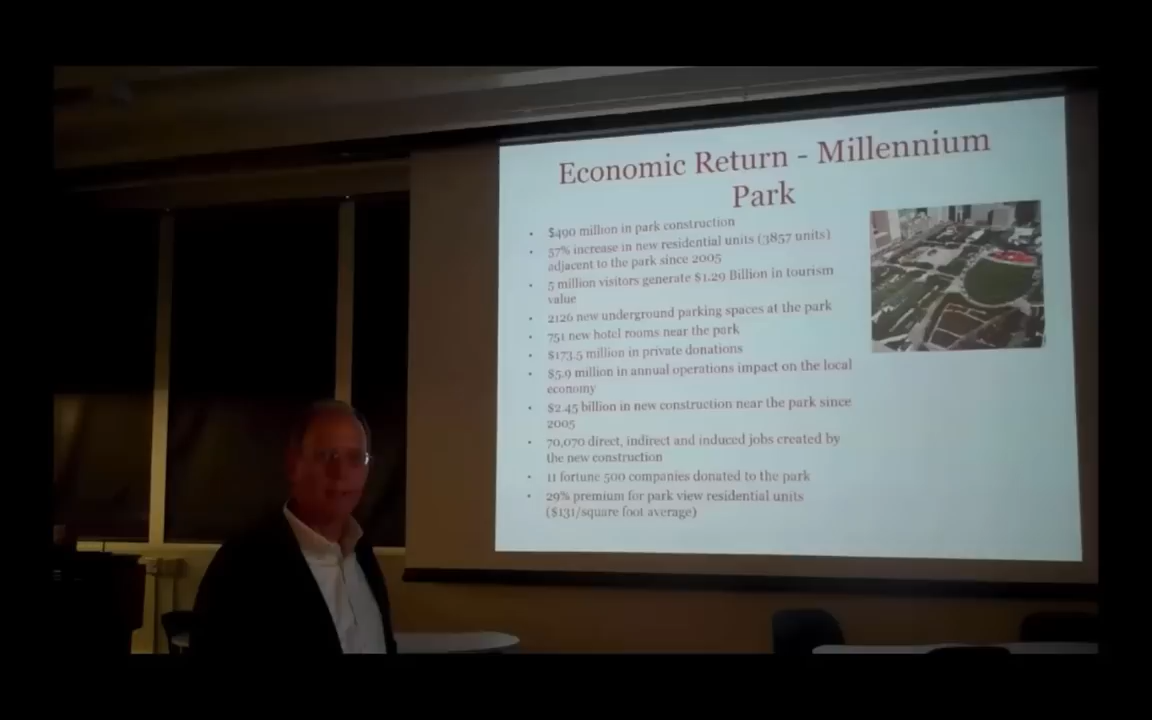 Economic Return - Millennium
Park
• $490 million in park construction
• 57% increase in new residential units (3857 units)
adjacent to the park since 2005
• 5 million visitors generate $1.29 Billion in tourism
value
• 2126 new underground parking spaces at the park
• 751 new hotel rooms near the park
• $173.5 million in private donations
• $5.9 million in annual operations impact on the local
economy
• $2.45 billion in new construction near the park since
2005
• 70,070 direct, indirect and induced jobs created by
the new construction
• 11 fortune 500 companies donated to the park
• 29% premium for park view residential units
($131/square foot average)